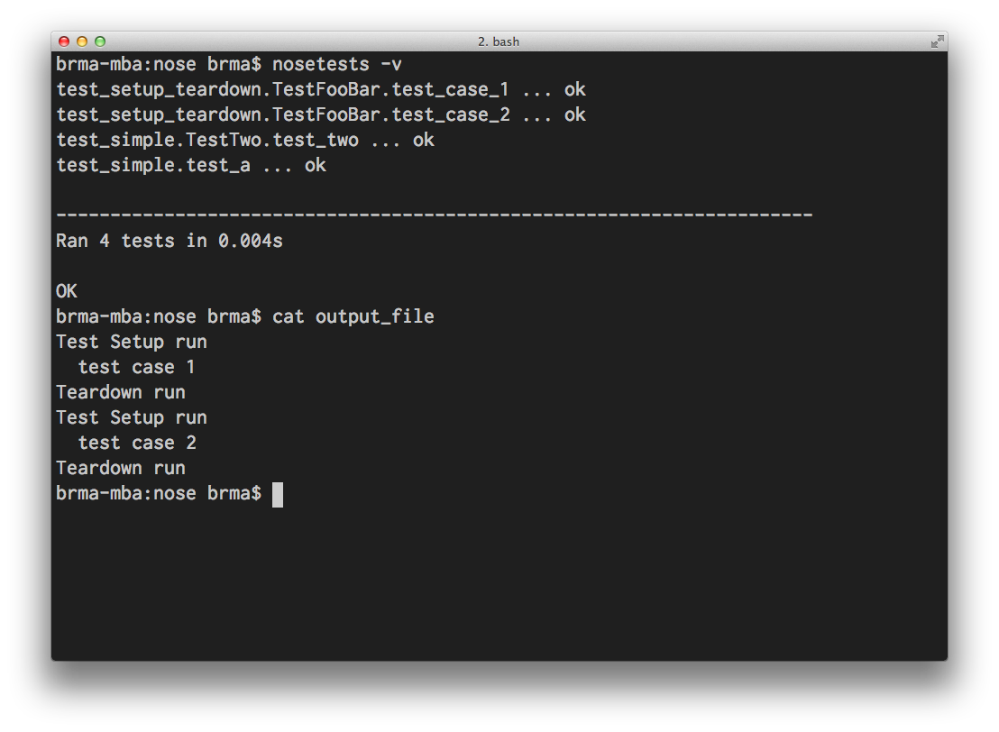 2. bash
brma-mba:nose brma$ nosetests -v
test_setup_teardown.TestFooBar.test_case_1 ... ok
test_setup_teardown.TestFooBar.test_case_2 ... ok
test_simple.TestTwo.test_two ... ok
test_simple.test_a ... ok
----------------------------------------------------------------------
Ran 4 tests in 0.004s
OK
brma-mba:nose brma$ cat output_file
Test Setup run
  test case 1
Teardown run
Test Setup run
  test case 2
Teardown run
brma-mba:nose brma$